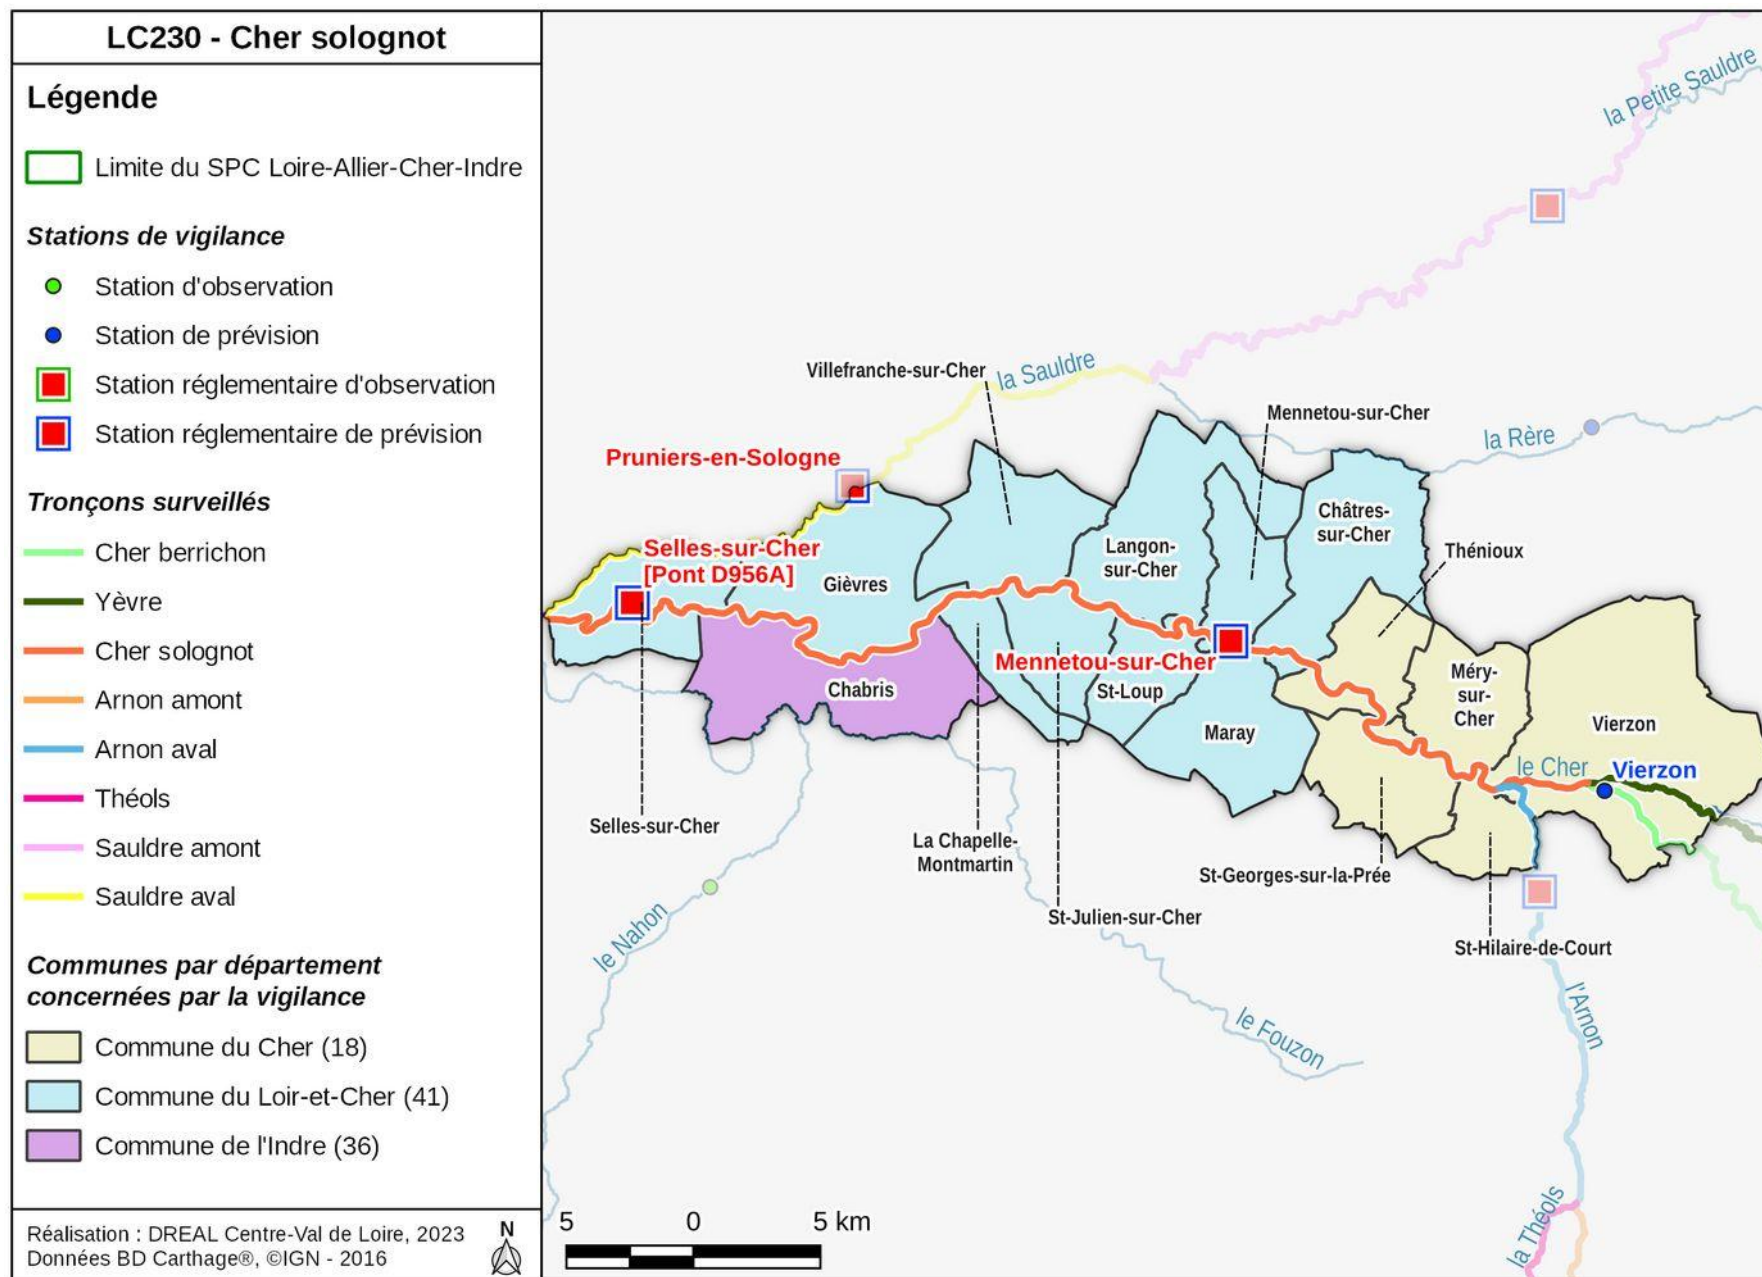 LC230 - Cher solognot
Légende
Limite du SPC Loire-Allier-Cher-Indre
Stations de vigilance
Station d'observation
Station de prévision
Station réglementaire d'observation
Station réglementaire de prévision
Tronçons surveillés
Cher berrichon
Yèvre
Cher solognot
Arnon amont
Arnon aval
Théols
Sauldre amont
Sauldre aval
Communes par département
concernées par la vigilance
Commune du Cher (18)
Commune du Loir-et-Cher (41)
Commune de l'Indre (36)
Réalisation : DREAL Centre-Val de Loire, 2023
Données BD Carthage®, ©IGN - 2016
N
la Petite Sauldre
la Sauldre
Villefranche-sur-Cher
Mennetou-sur-Cher
la Rère
Pruniers-en-Sologne
Châtres-
sur-Cher
Langon-
sur-Cher
Thénioux
Selles-sur-Cher
[Pont D956A]
Gièvres
Mennetou-sur-Cher
St-Loup
Chabris
Méry-
sur-
Cher
Maray
Vierzon
le Cher
Vierzon
Selles-sur-Cher
La Chapelle-
Montmartin
St-Georges-sur-la-Prée
St-Julien-sur-Cher
St-Hilaire-de-Court
le Nahon
le Fouzon
l'Arnon
la Théols
5 0 5 km